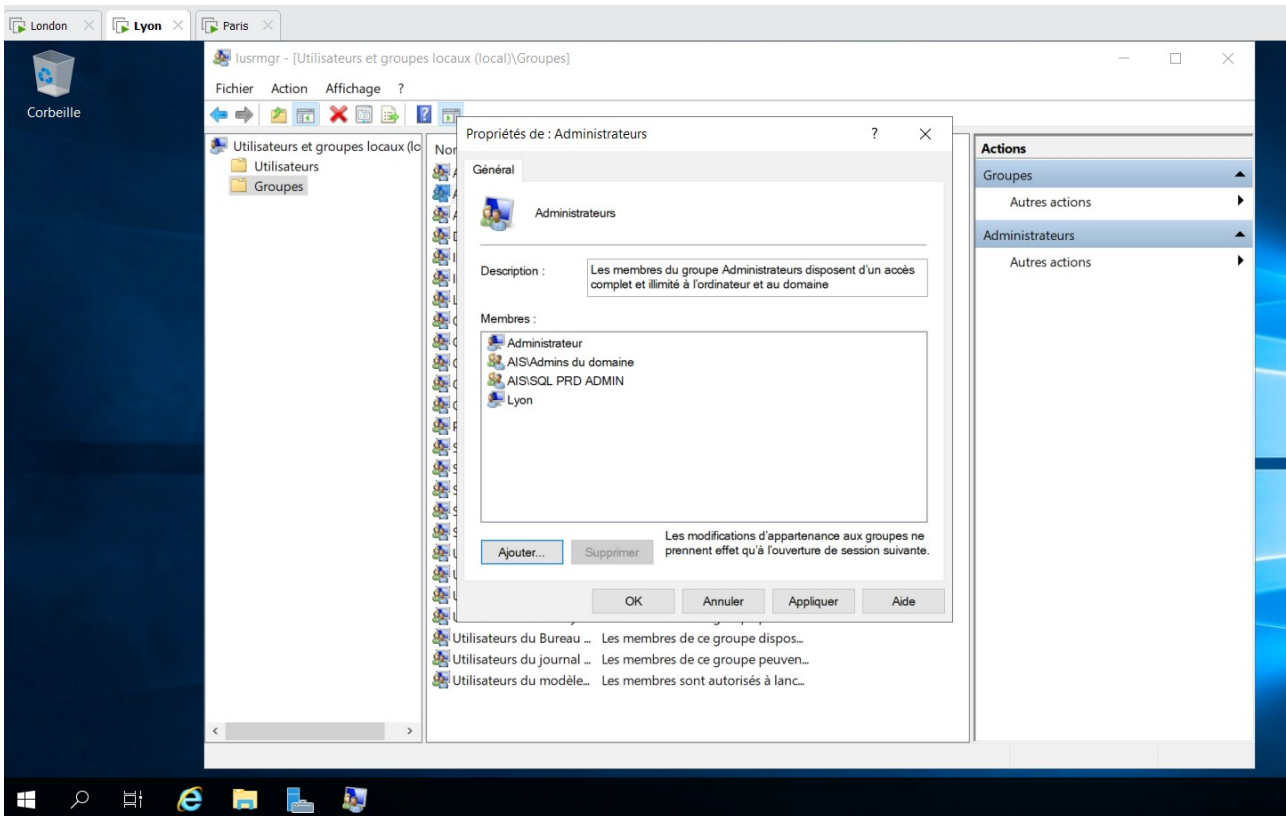 London
Lyon
Paris
Corbeille
lusrmgr - [Utilisateurs et groupes locaux (local)\Groupes]
Fichier Action Affichage ?
Utilisateurs et groupes locaux (lo
Utilisateurs
Groupes
Propriétés de : Administrateurs
?
Général
Administrateurs
Description :
Les membres du groupe Administrateurs disposent d'un accès
complet et illimité à l'ordinateur et au domaine
Membres :
Administrateur
AIS\Admins du domaine
AIS\SQL PRD ADMIN
Lyon
Ajouter...
Supprimer
Les modifications d'appartenance aux groupes ne
prennent effet qu'à l'ouverture de session suivante.
OK
Annuler
Appliquer
Aide
Utilisateurs du Bureau ... Les membres de ce groupe dispos...
Utilisateurs du journal ... Les membres de ce groupe peuven...
Utilisateurs du modèle... Les membres sont autorisés à lanc...
Actions
Groupes
Autres actions
Administrateurs
Autres actions